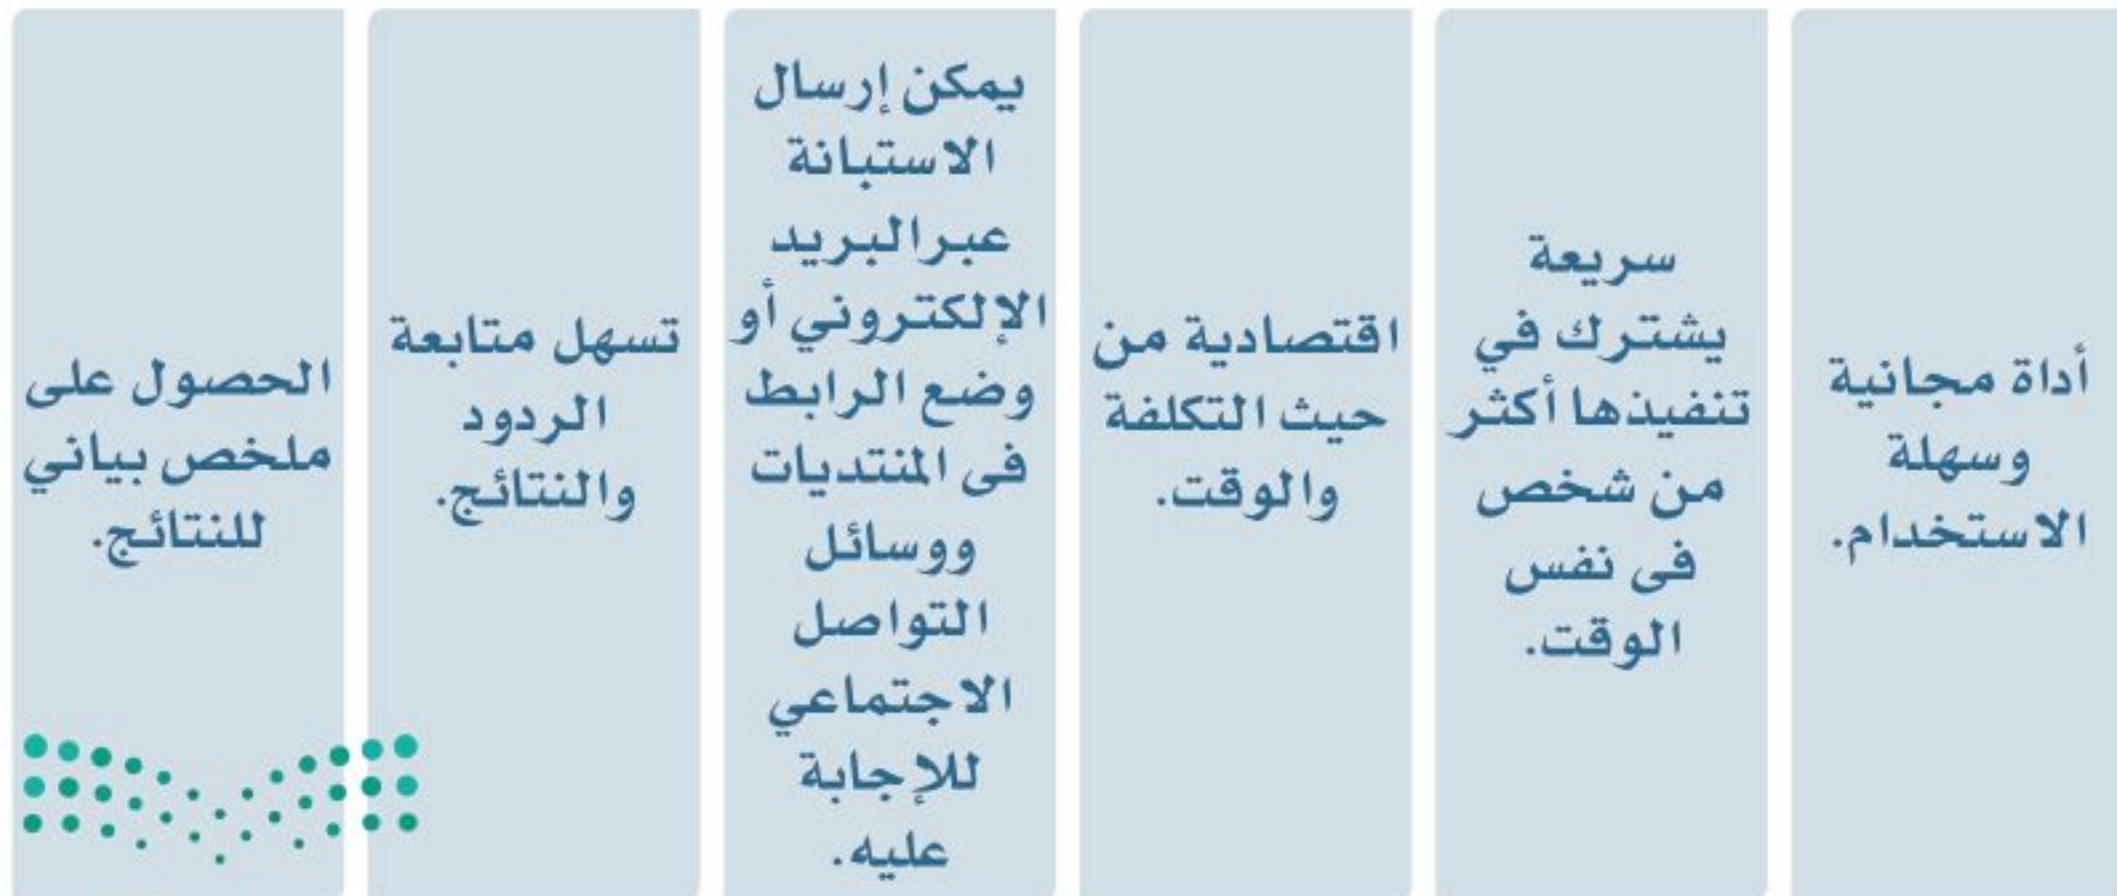 أداة مجانية
وسهلة
الاستخدام.
سريعة
يشترك في
تنفيذها أكثر
من شخص
فى نفس
الوقت.
اقتصادية من
حيث التكلفة
والوقت.
يمكن إرسال
الاستبانة
عبرالبريد
الإلكتروني أو
وضع الرابط
فى المنتديات
ووسائل
التواصل
الاجتماعي
للإجابة
عليه.
تسهل متابعة
الردود
والنتائج.
الحصول على
ملخص بياني
للنتائج.